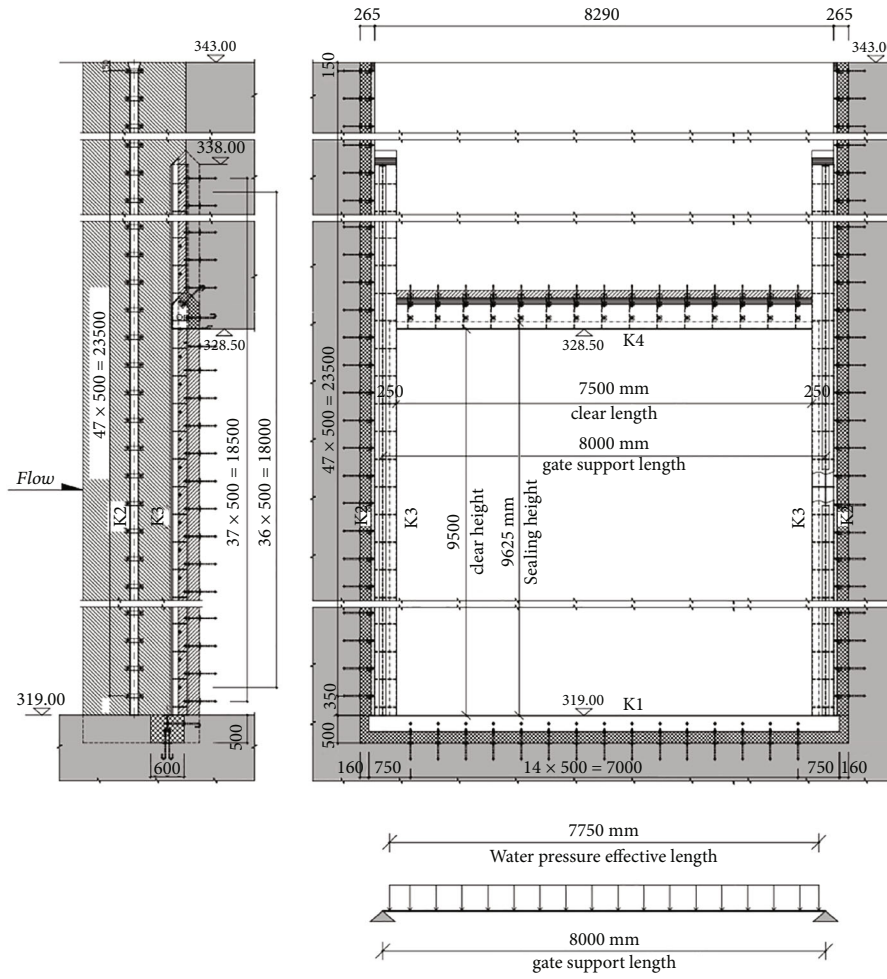 265
8290
265
343.00
343.0
150
338.00
47 × 500 = 23500
328.50
328.50
K4
47 × 500 = 23500
250
7500 mm
250
clear length
8000 mm
gate support length
Flow
K2
K3
37 × 500 = 18500
36 × 500 = 18000
K2
K3
9500
clear height
9625 mm
Sealing height
K3
K2
319.00
350
319.00
K1
500
500
600
160
750
14 × 500 = 7000
750
160
7750 mm
Water pressure effective length
8000 mm
gate support length